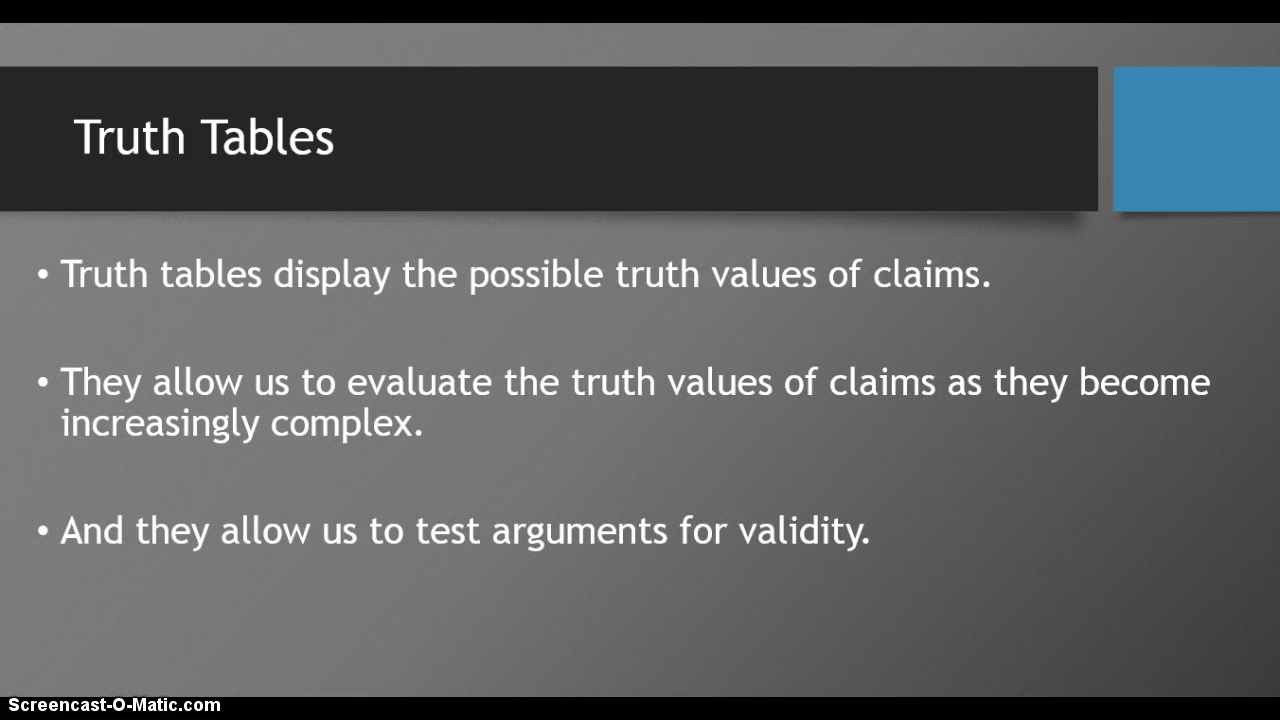 Truth Tables
• Truth tables display the possible truth values of claims.
• They allow us to evaluate the truth values of claims as they become
increasingly complex.
• And they allow us to test arguments for validity.
Screencast-O-Matic.com